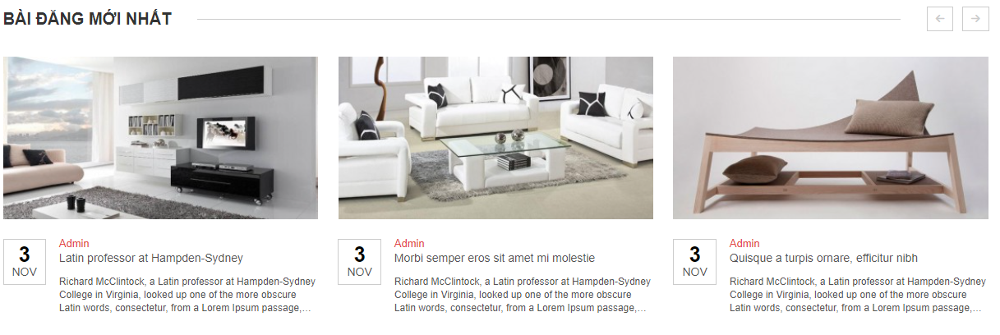 BÀI ĐĂNG MỚI NHẤT
3
NOV
Admin
Latin professor at Hampden-Sydney
Richard McClintock, a Latin professor at Hampden-Sydney
College in Virginia, looked up one of the more obscure
Latin words, consectetur, from a Lorem Ipsum passage,...
3
NOV
Admin
Morbi semper eros sit amet mi molestie
Richard McClintock, a Latin professor at Hampden-Sydney
College in Virginia, looked up one of the more obscure
Latin words, consectetur, from a Lorem Ipsum passage,...
3
NOV
Admin
Quisque a turpis ornare, efficitur nibh
Richard McClintock, a Latin professor at Hampden-Sydney
College in Virginia, looked up one of the more obscure
Latin words, consectetur, from a Lorem Ipsum passage,...